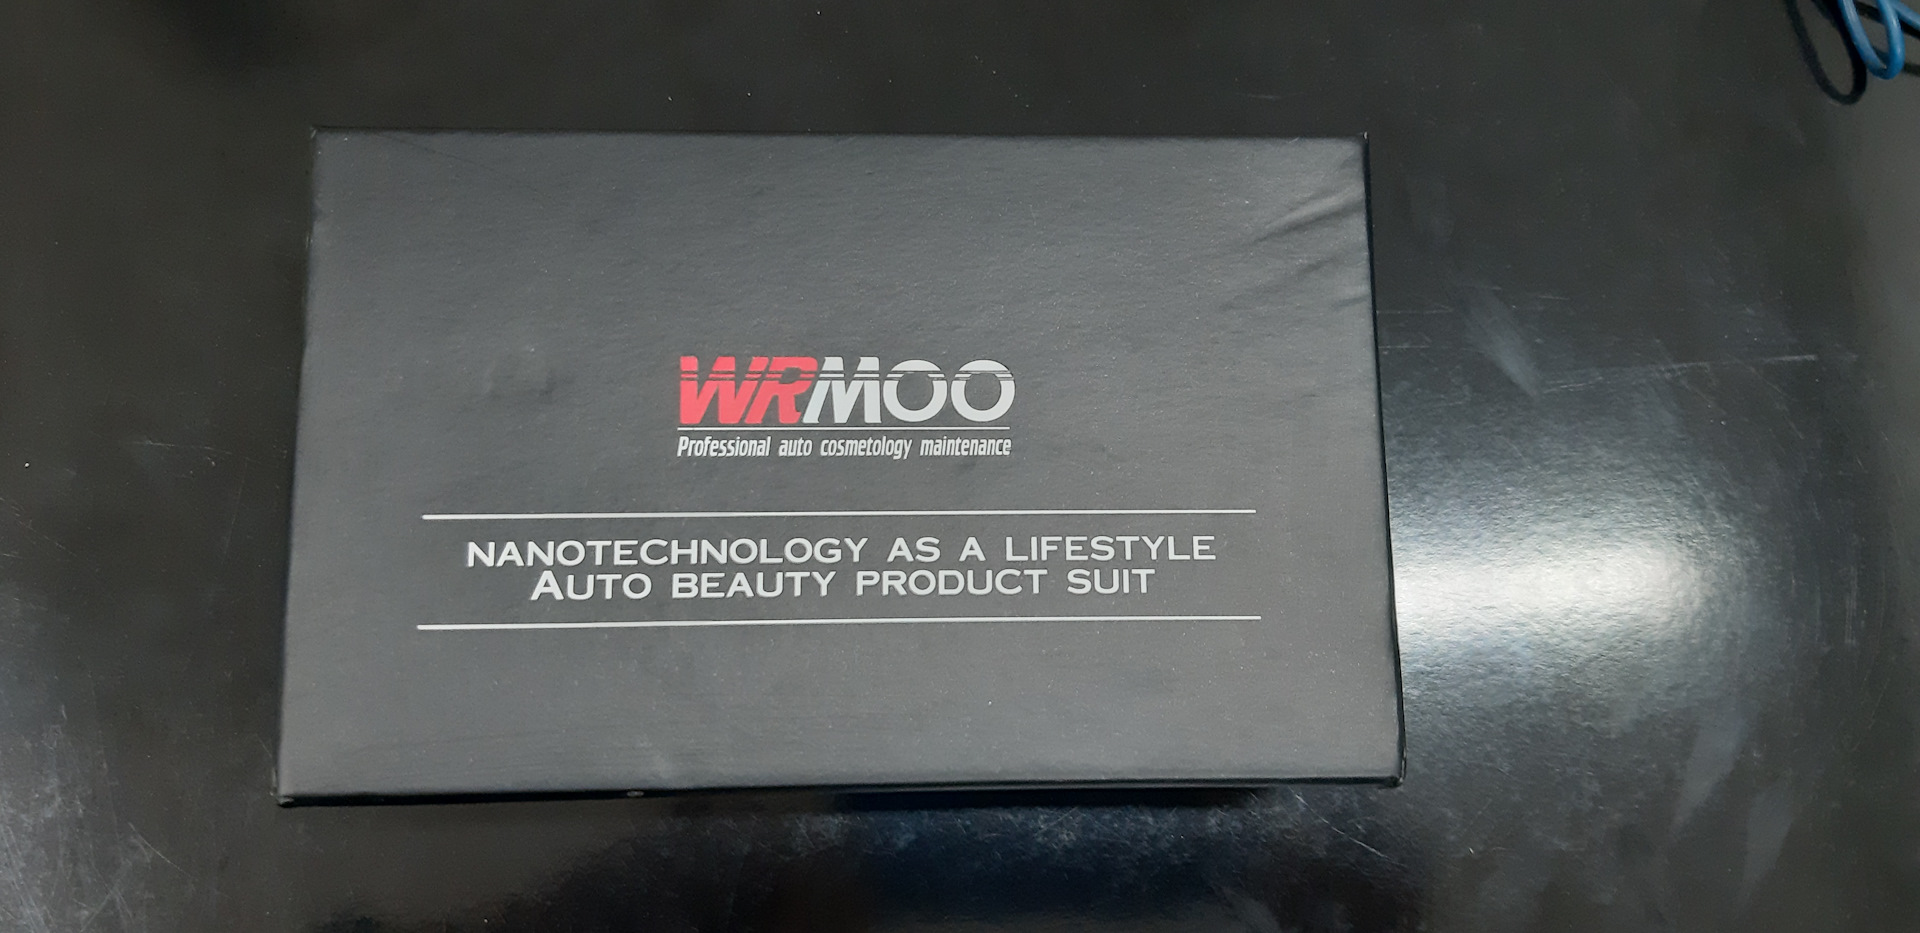 WRMOO
Professional auto cosmetology maintenance
NANOTECHNOLOGY AS A LIFESTYLE
AUTO BEAUTY PRODUCT SUIT